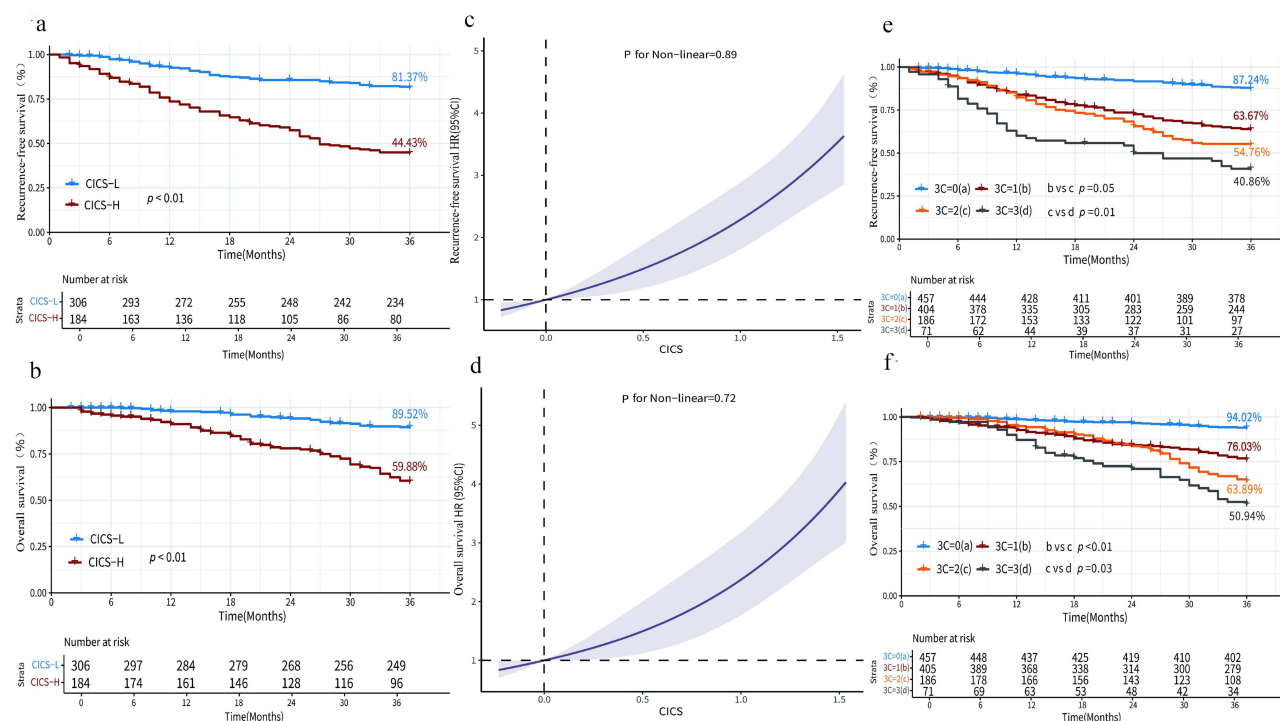 a
Recurrence-free survival (%)
1.00
0.75
0.50
0.25
0.00
81.37%
44.43%
CICS-L
CICS-H
p < 0.01
0 6 12 18 24 30 36
Time(Months)
Number at risk
Strata
CICS-L 306 293 272 255 248 242 234
CICS-H 184 163 136 118 105 86 80
0 6 12 18 24 30 36
Time(Months)
b
Overall survival (%)
1.00
0.75
0.50
0.25
0.00
89.52%
59.88%
CICS-L
CICS-H
p < 0.01
0 6 12 18 24 30 36
Time(Months)
Number at risk
Strata
CICS-L 306 297 284 279 268 256 249
CICS-H 184 174 161 146 128 116 96
0 6 12 18 24 30 36
Time(Months)
c
P for Non-linear=0.89
Recurrence-free survival HR(95%CI)
5
4
3
2
1
0.0 0.5 1.0 1.5
CICS
d
P for Non-linear=0.72
Overall survival HR (95%CI)
5
4
3
2
1
0.0 0.5 1.0 1.5
CICS
e
Recurrence-free survival (%)
1.00
0.75
0.50
0.25
0.00
87.24%
63.67%
54.76%
40.86%
3C=0(a) 3C=1(b) b vs c p=0.05
3C=2(c) 3C=3(d) c vs d p=0.01
0 6 12 18 24 30 36
Time(Months)
Number at risk
Strata
3C=0(a) 457 444 428 411 401 389 378
3C=1(b) 404 378 335 305 283 259 244
3C=2(c) 186 172 153 133 122 101 97
3C=3(d) 71 62 44 39 37 31 27
0 6 12 18 24 30 36
Time(Months)
f
Overall survival (%)
1.00
0.75
0.50
0.25
0.00
94.02%
76.03%
63.89%
50.94%
3C=0(a) 3C=1(b) b vs c p<0.01
3C=2(c) 3C=3(d) c vs d p=0.03
0 6 12 18 24 30 36
Time(Months)
Number at risk
Strata
3C=0(a) 457 448 437 425 419 410 402
3C=1(b) 405 389 368 338 314 300 279
3C=2(c) 186 178 166 156 143 123 108
3C=3(d) 71 69 63 53 48 42 34
0 6 12 18 24 30 36
Time(Months)